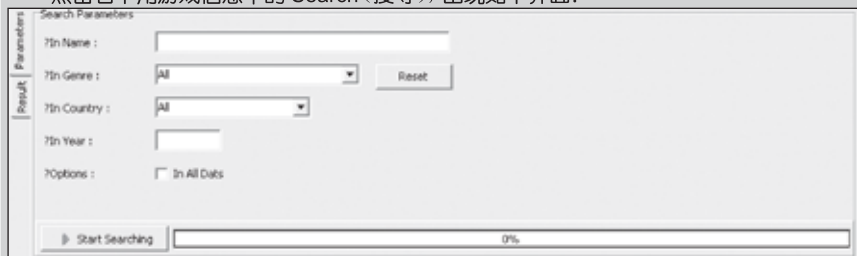 Search Parameters
Parameters
Result
?In Name :
?In Genre : All Reset
?In Country : All
?In Year :
?Options : In All Dats
Start Searching 0%